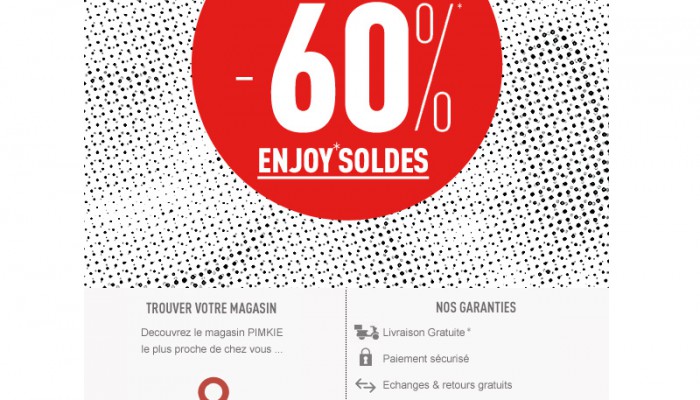 - 60%*
ENJOY*SOLDES
TROUVER VOTRE MAGASIN
Decouvrez le magasin PIMKIE
le plus proche de chez vous ...
NOS GARANTIES
Livraison Gratuite*
Paiement sécurisé
Echanges & retours gratuits